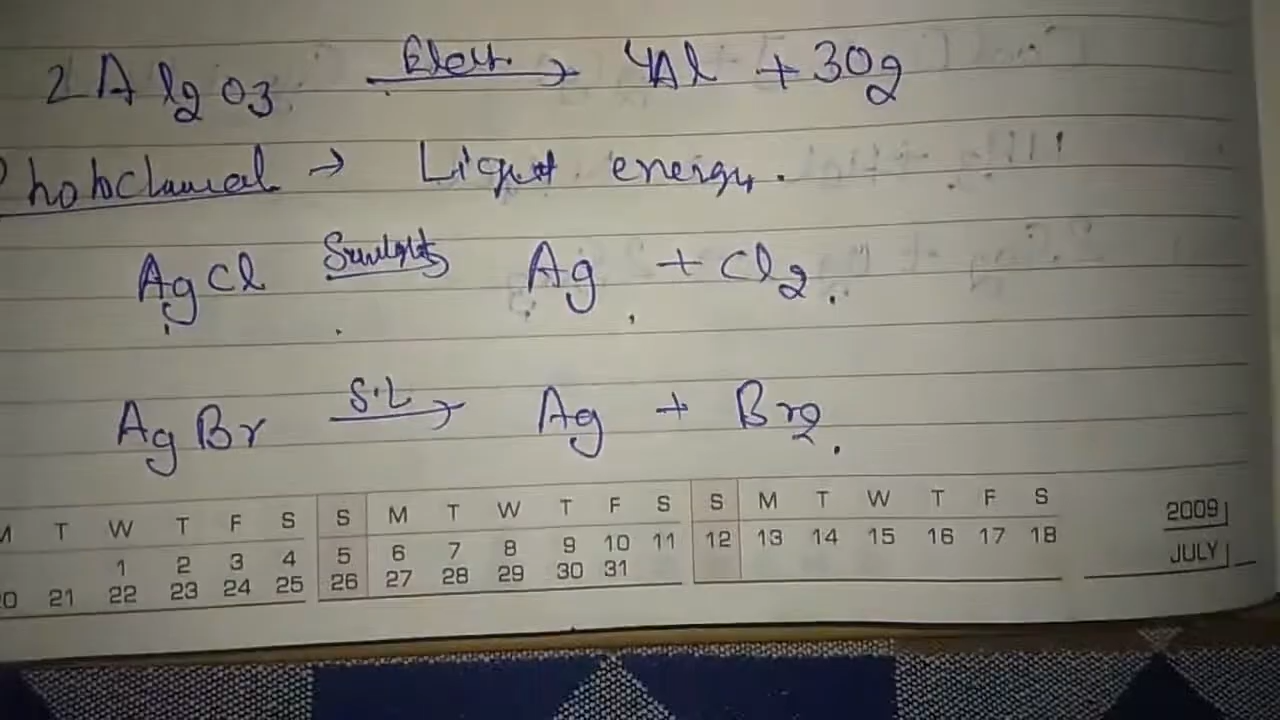 2Al2O3 Elect. → 4Al + 3O2
Photochamical → Light energy.
AgCl Sunlight → Ag + Cl2.
AgBr S.L → Ag + Br2.
M T W T F S S M T W T F S S M T W T F S
1 2 3 4 5 6 7 8 9 10 11 12 13 14 15 16 17 18
20 21 22 23 24 25 26 27 28 29 30 31
2009
JULY